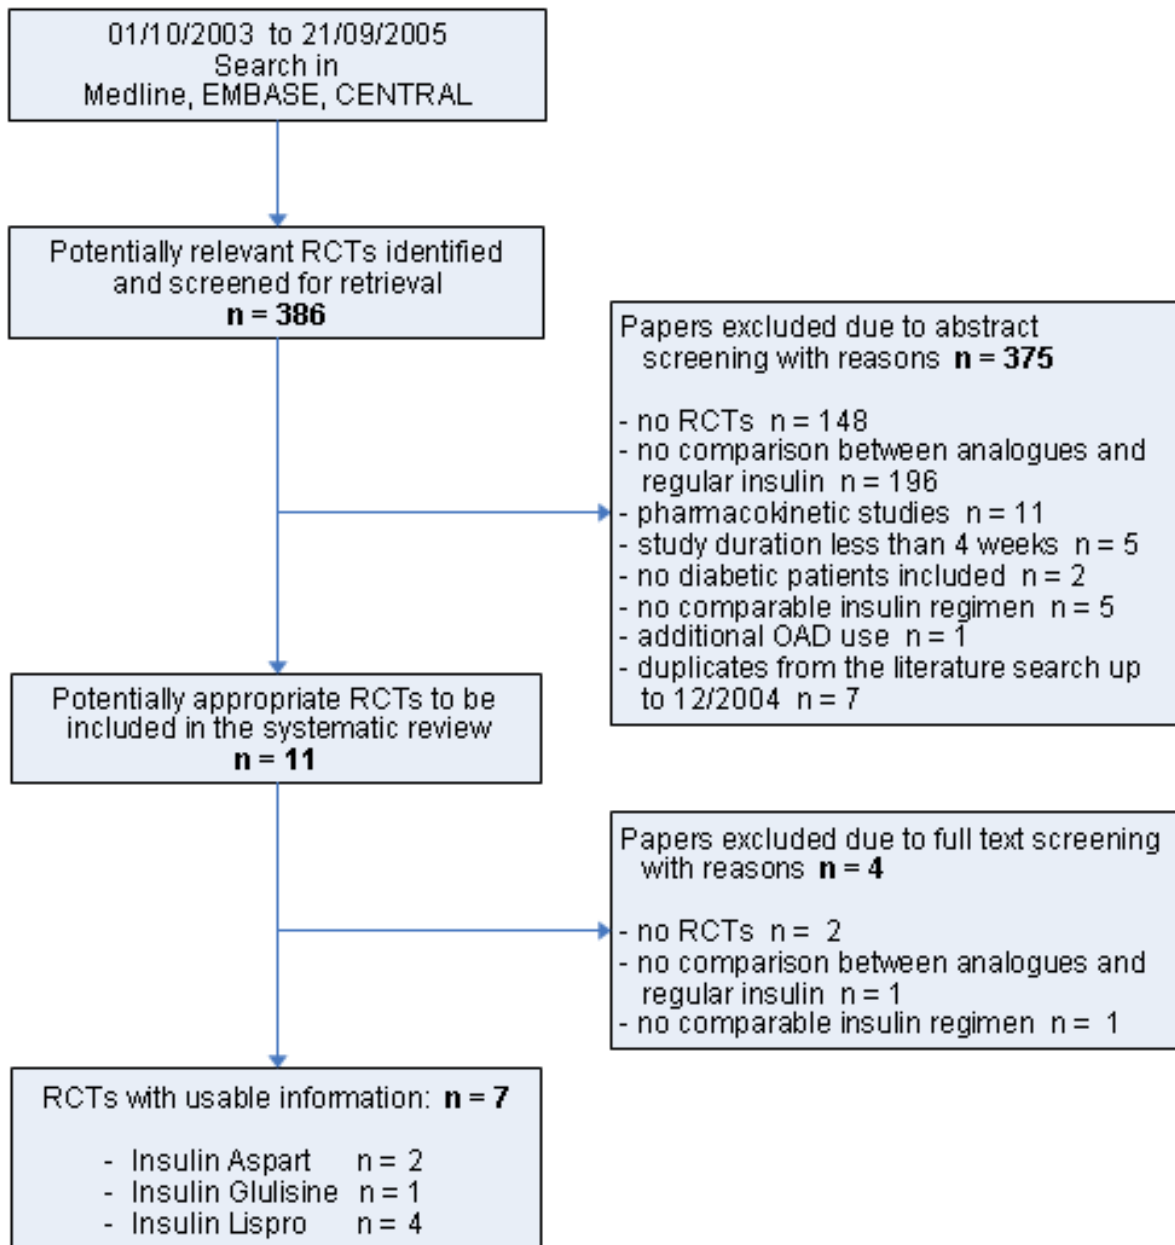 01/10/2003 to 21/09/2005
Search in
Medline, EMBASE, CENTRAL
Potentially relevant RCTs identified
and screened for retrieval
n = 386
Papers excluded due to abstract
screening with reasons n = 375
- no RCTs n = 148
- no comparison between analogues and
regular insulin n = 196
- pharmacokinetic studies n = 11
- study duration less than 4 weeks n = 5
- no diabetic patients included n = 2
- no comparable insulin regimen n = 5
- additional OAD use n = 1
- duplicates from the literature search up
to 12/2004 n = 7
Potentially appropriate RCTs to be
included in the systematic review
n = 11
Papers excluded due to full text screening
with reasons n = 4
- no RCTs n = 2
- no comparison between analogues and
regular insulin n = 1
- no comparable insulin regimen n = 1
RCTs with usable information: n = 7
- Insulin Aspart n = 2
- Insulin Glulisine n = 1
- Insulin Lispro n = 4